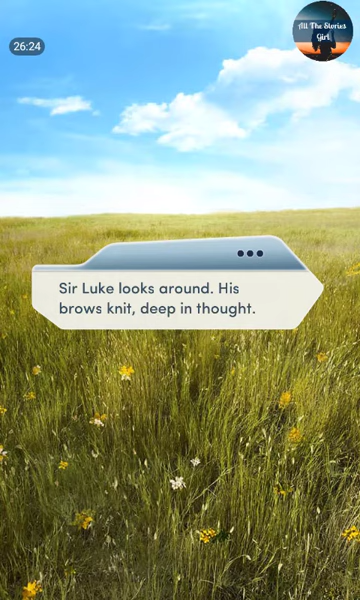 All The Stories
Girl
26:24
Sir Luke looks around. His
brows knit, deep in thought.